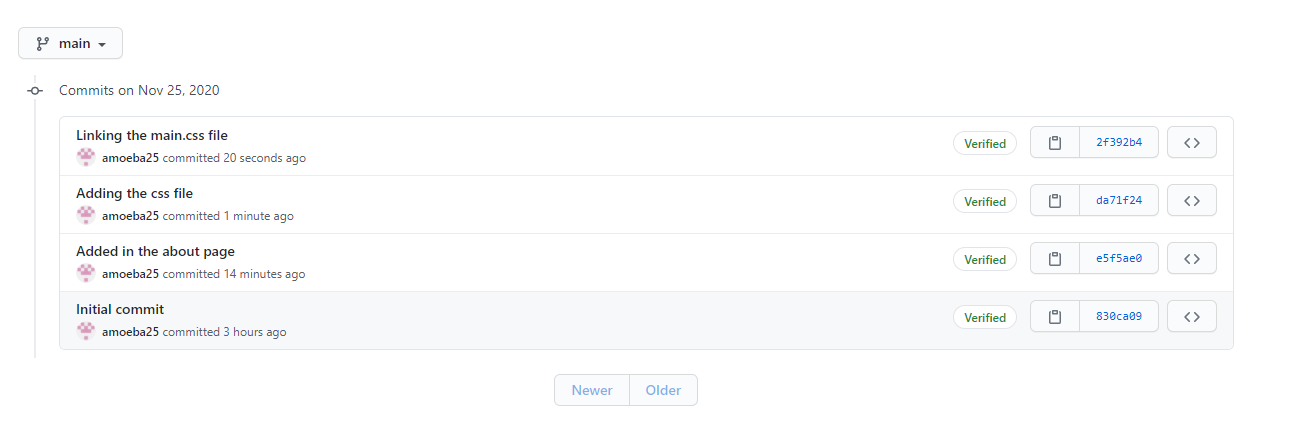 main
Commits on Nov 25, 2020
Linking the main.css file
amoeba25 committed 20 seconds ago
Verified
2f392b4
Adding the css file
amoeba25 committed 1 minute ago
Verified
da71f24
Added in the about page
amoeba25 committed 14 minutes ago
Verified
e5f5ae0
Initial commit
amoeba25 committed 3 hours ago
Verified
830ca09
Newer Older